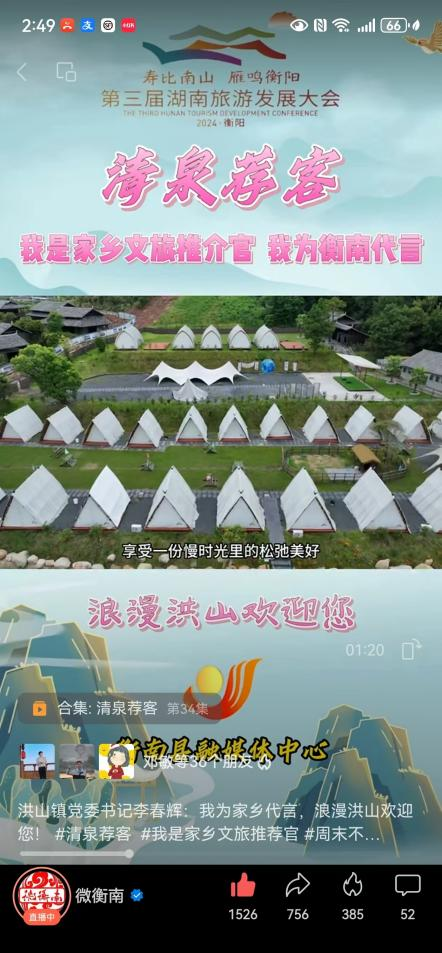 2:49
66
寿比南山 雁鸣衡阳
第三届湖南旅游发展大会
THE THIRD HUNAN TOURISM DEVELOPMENT CONFERENCE
2024·衡阳
清泉荐客
我是家乡文旅推介官 我为衡南代言
享受一份慢时光里的松弛美好
浪漫洪山欢迎您
01:20
合集: 清泉荐客 第34集
衡南县融媒体中心
邓敏等36个朋友
洪山镇党委书记李春辉：我为家乡代言，浪漫洪山欢迎
您！ #清泉荐客 #我是家乡文旅推荐官 #周末不...
直播中
微衡南
1526
756
385
52